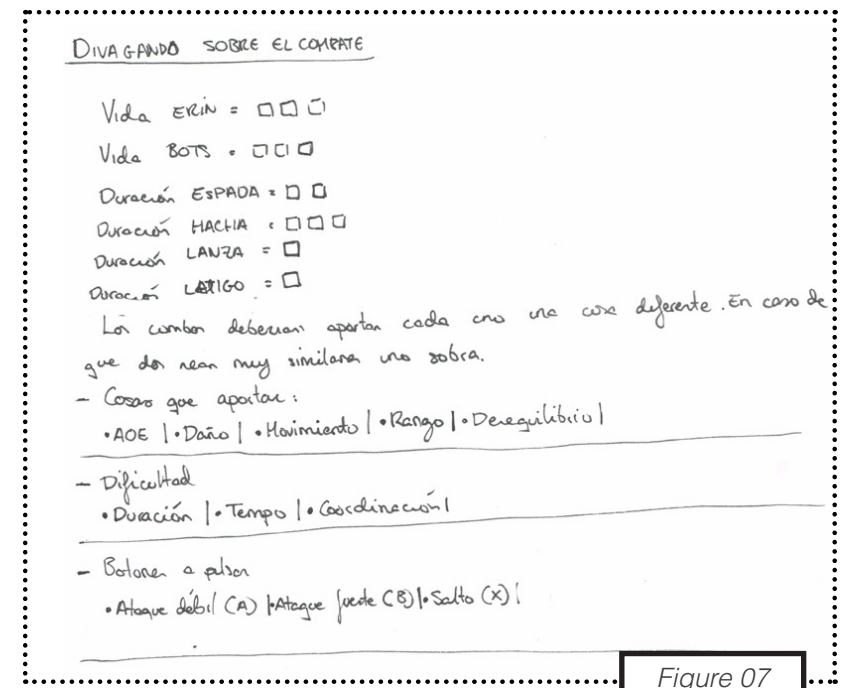 DIVAGANDO SOBRE EL COMBATE
Vida ERIN = □□□
Vida BOTS = □□□
Duración ESPADA = □□
Duración HACHA = □□□
Duración LANZA = □
Duración LATIGO = □
Los combos deberian aportar cada uno una cosa diferente. En caso de
que dos sean muy similares uno sobra.
- Cosas que aportar:
•AOE | •Daño | •Movimiento | •Rango | •Desequilibrio |
- Dificultad
•Duración | •Tempo | •Coordinación |
- Botones a pulsar
•Ataque débil (A) | •Ataque fuerte (B) | •Salto (X) |
Figure 07